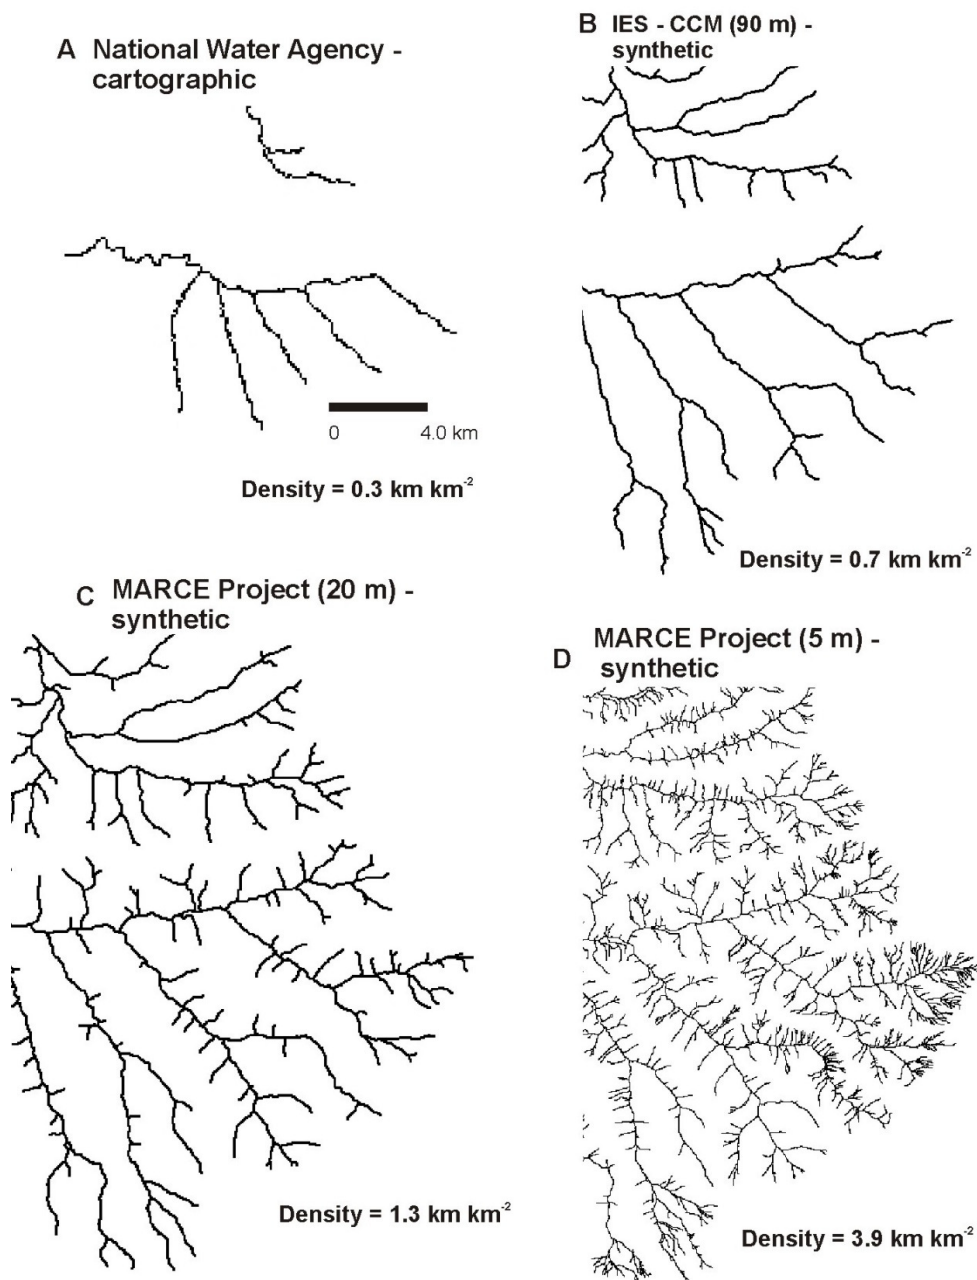 A National Water Agency -
cartographic
0 4.0 km
Density = 0.3 km km-2
B IES - CCM (90 m) -
synthetic
Density = 0.7 km km-2
C MARCE Project (20 m) -
synthetic
Density = 1.3 km km-2
D MARCE Project (5 m) -
synthetic
Density = 3.9 km km-2